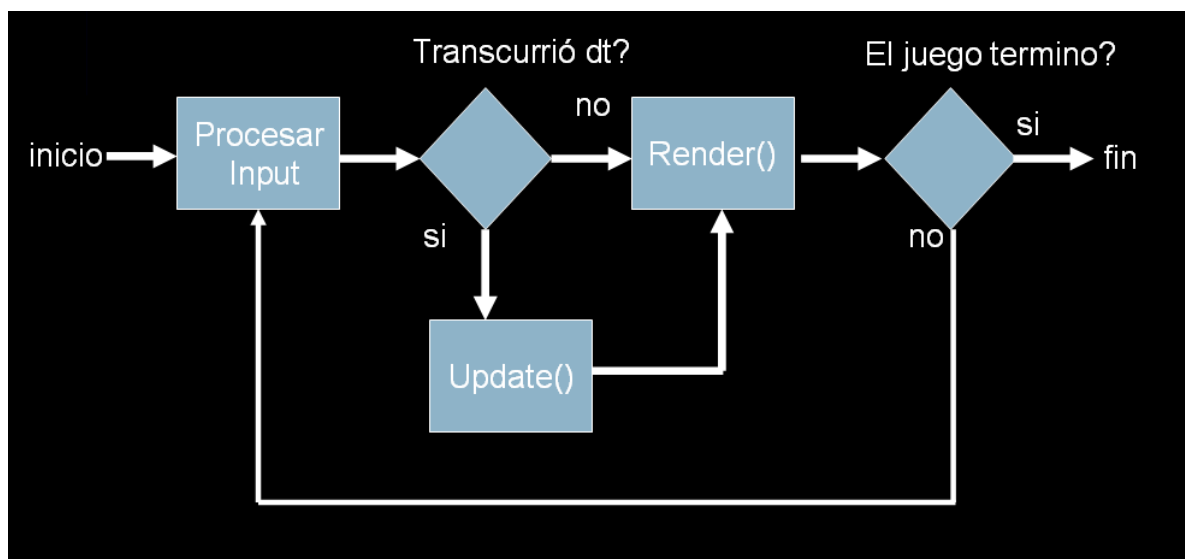 Transcurrió dt?
El juego termino?
inicio
Procesar
Input
no
Render()
si
fin
si
no
Update()